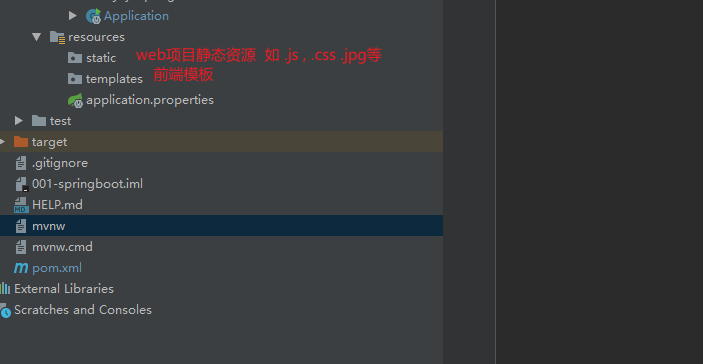 Application
resources
static web项目静态资源 如 .js , .css .jpg等
templates 前端模板
application.properties
test
target
.gitignore
001-springboot.iml
HELP.md
mvnw
mvnw.cmd
pom.xml
External Libraries
Scratches and Consoles